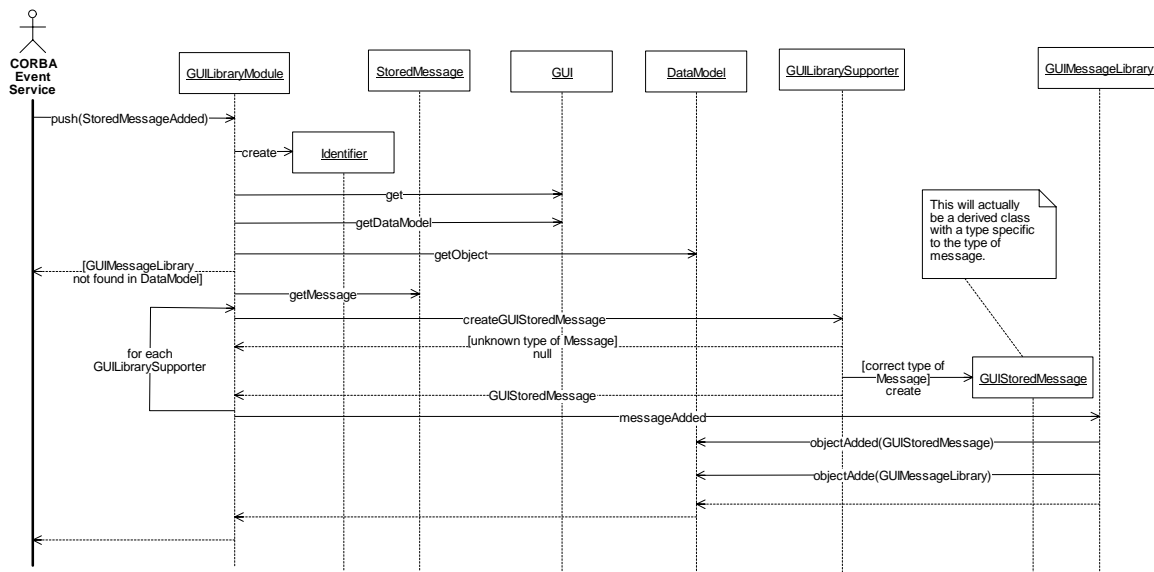 CORBA
Event
Service
GUILibraryModule
StoredMessage
GUI
DataModel
GUILibrarySupporter
GUIMessageLibrary
push(StoredMessageAdded)
create
Identifier
get
This will actually
be a derived class
with a type specific
to the type of
message.
getDataModel
getObject
[GUIMessageLibrary
not found in DataModel]
getMessage
createGUIStoredMessage
[unknown type of Message]
null
for each
GUILibrarySupporter
[correct type of
Message]
create
GUIStoredMessage
GUIStoredMessage
messageAdded
objectAdded(GUIStoredMessage)
objectAdde(GUIMessageLibrary)